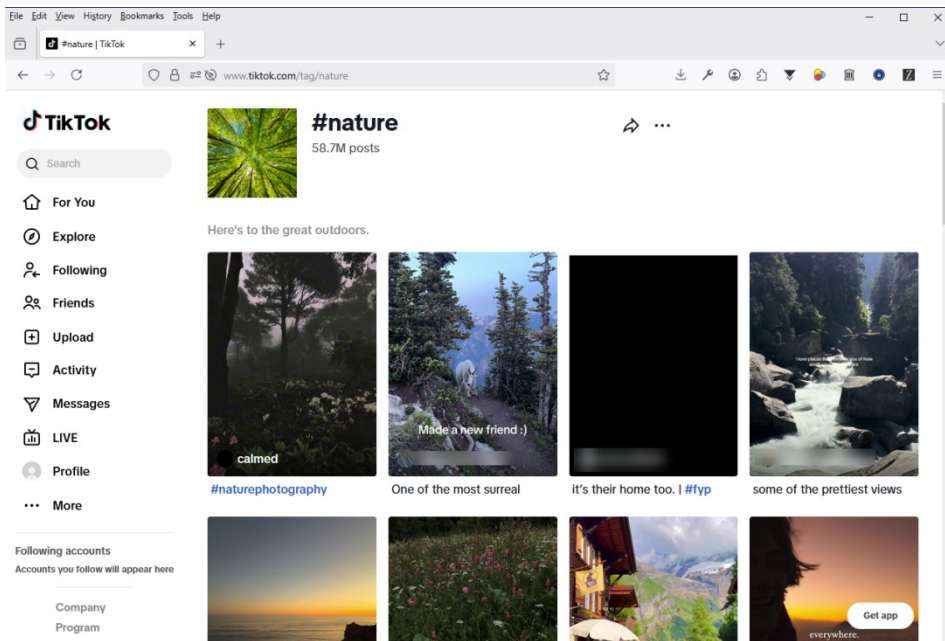 File Edit View History Bookmarks Tools Help
#nature | TikTok
www.tiktok.com/tag/nature
TikTok
#nature
58.7M posts
Search
For You
Explore
Following
Friends
Upload
Activity
Messages
LIVE
Profile
More
Here's to the great outdoors.
calmed
Made a new friend :)
#naturephotography
One of the most surreal
it's their home too. | #fyp
some of the prettiest views
Following accounts
Accounts you follow will appear here
Company
Program
everywhere.
Get app